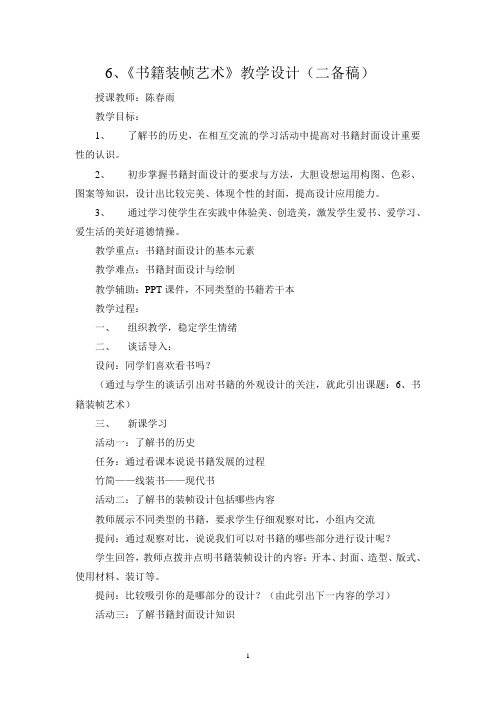 6、《书籍装帧艺术》教学设计（二备稿）
授课教师：陈春雨
教学目标：
1、 了解书的历史，在相互交流的学习活动中提高对书籍封面设计重要
性的认识。
2、 初步掌握书籍封面设计的要求与方法，大胆设想运用构图、色彩、
图案等知识，设计出比较完美、体现个性的封面，提高设计应用能力。
3、 通过学习使学生在实践中体验美、创造美，激发学生爱书、爱学习、
爱生活的美好道德情操。
教学重点：书籍封面设计的基本元素
教学难点：书籍封面设计与绘制
教学辅助：PPT 课件，不同类型的书籍若干本
教学过程：
一、 组织教学，稳定学生情绪
二、 谈话导入：
设问：同学们喜欢看书吗？
（通过与学生的谈话引出对书籍的外观设计的关注，就此引出课题：6、书
籍装帧艺术）
三、 新课学习
活动一：了解书的历史
任务：通过看课本说说书籍发展的过程
竹简——线装书——现代书
活动二：了解书的装帧设计包括哪些内容
教师展示不同类型的书籍，要求学生仔细观察对比，小组内交流
提问：通过观察对比，说说我们可以对书籍的哪些部分进行设计呢？
学生回答，教师点拨并点明书籍装帧设计的内容：开本、封面、造型、版式、
使用材料、装订等。
提问：比较吸引你的是哪部分的设计？（由此引出下一内容的学习）
活动三：了解书籍封面设计知识
1